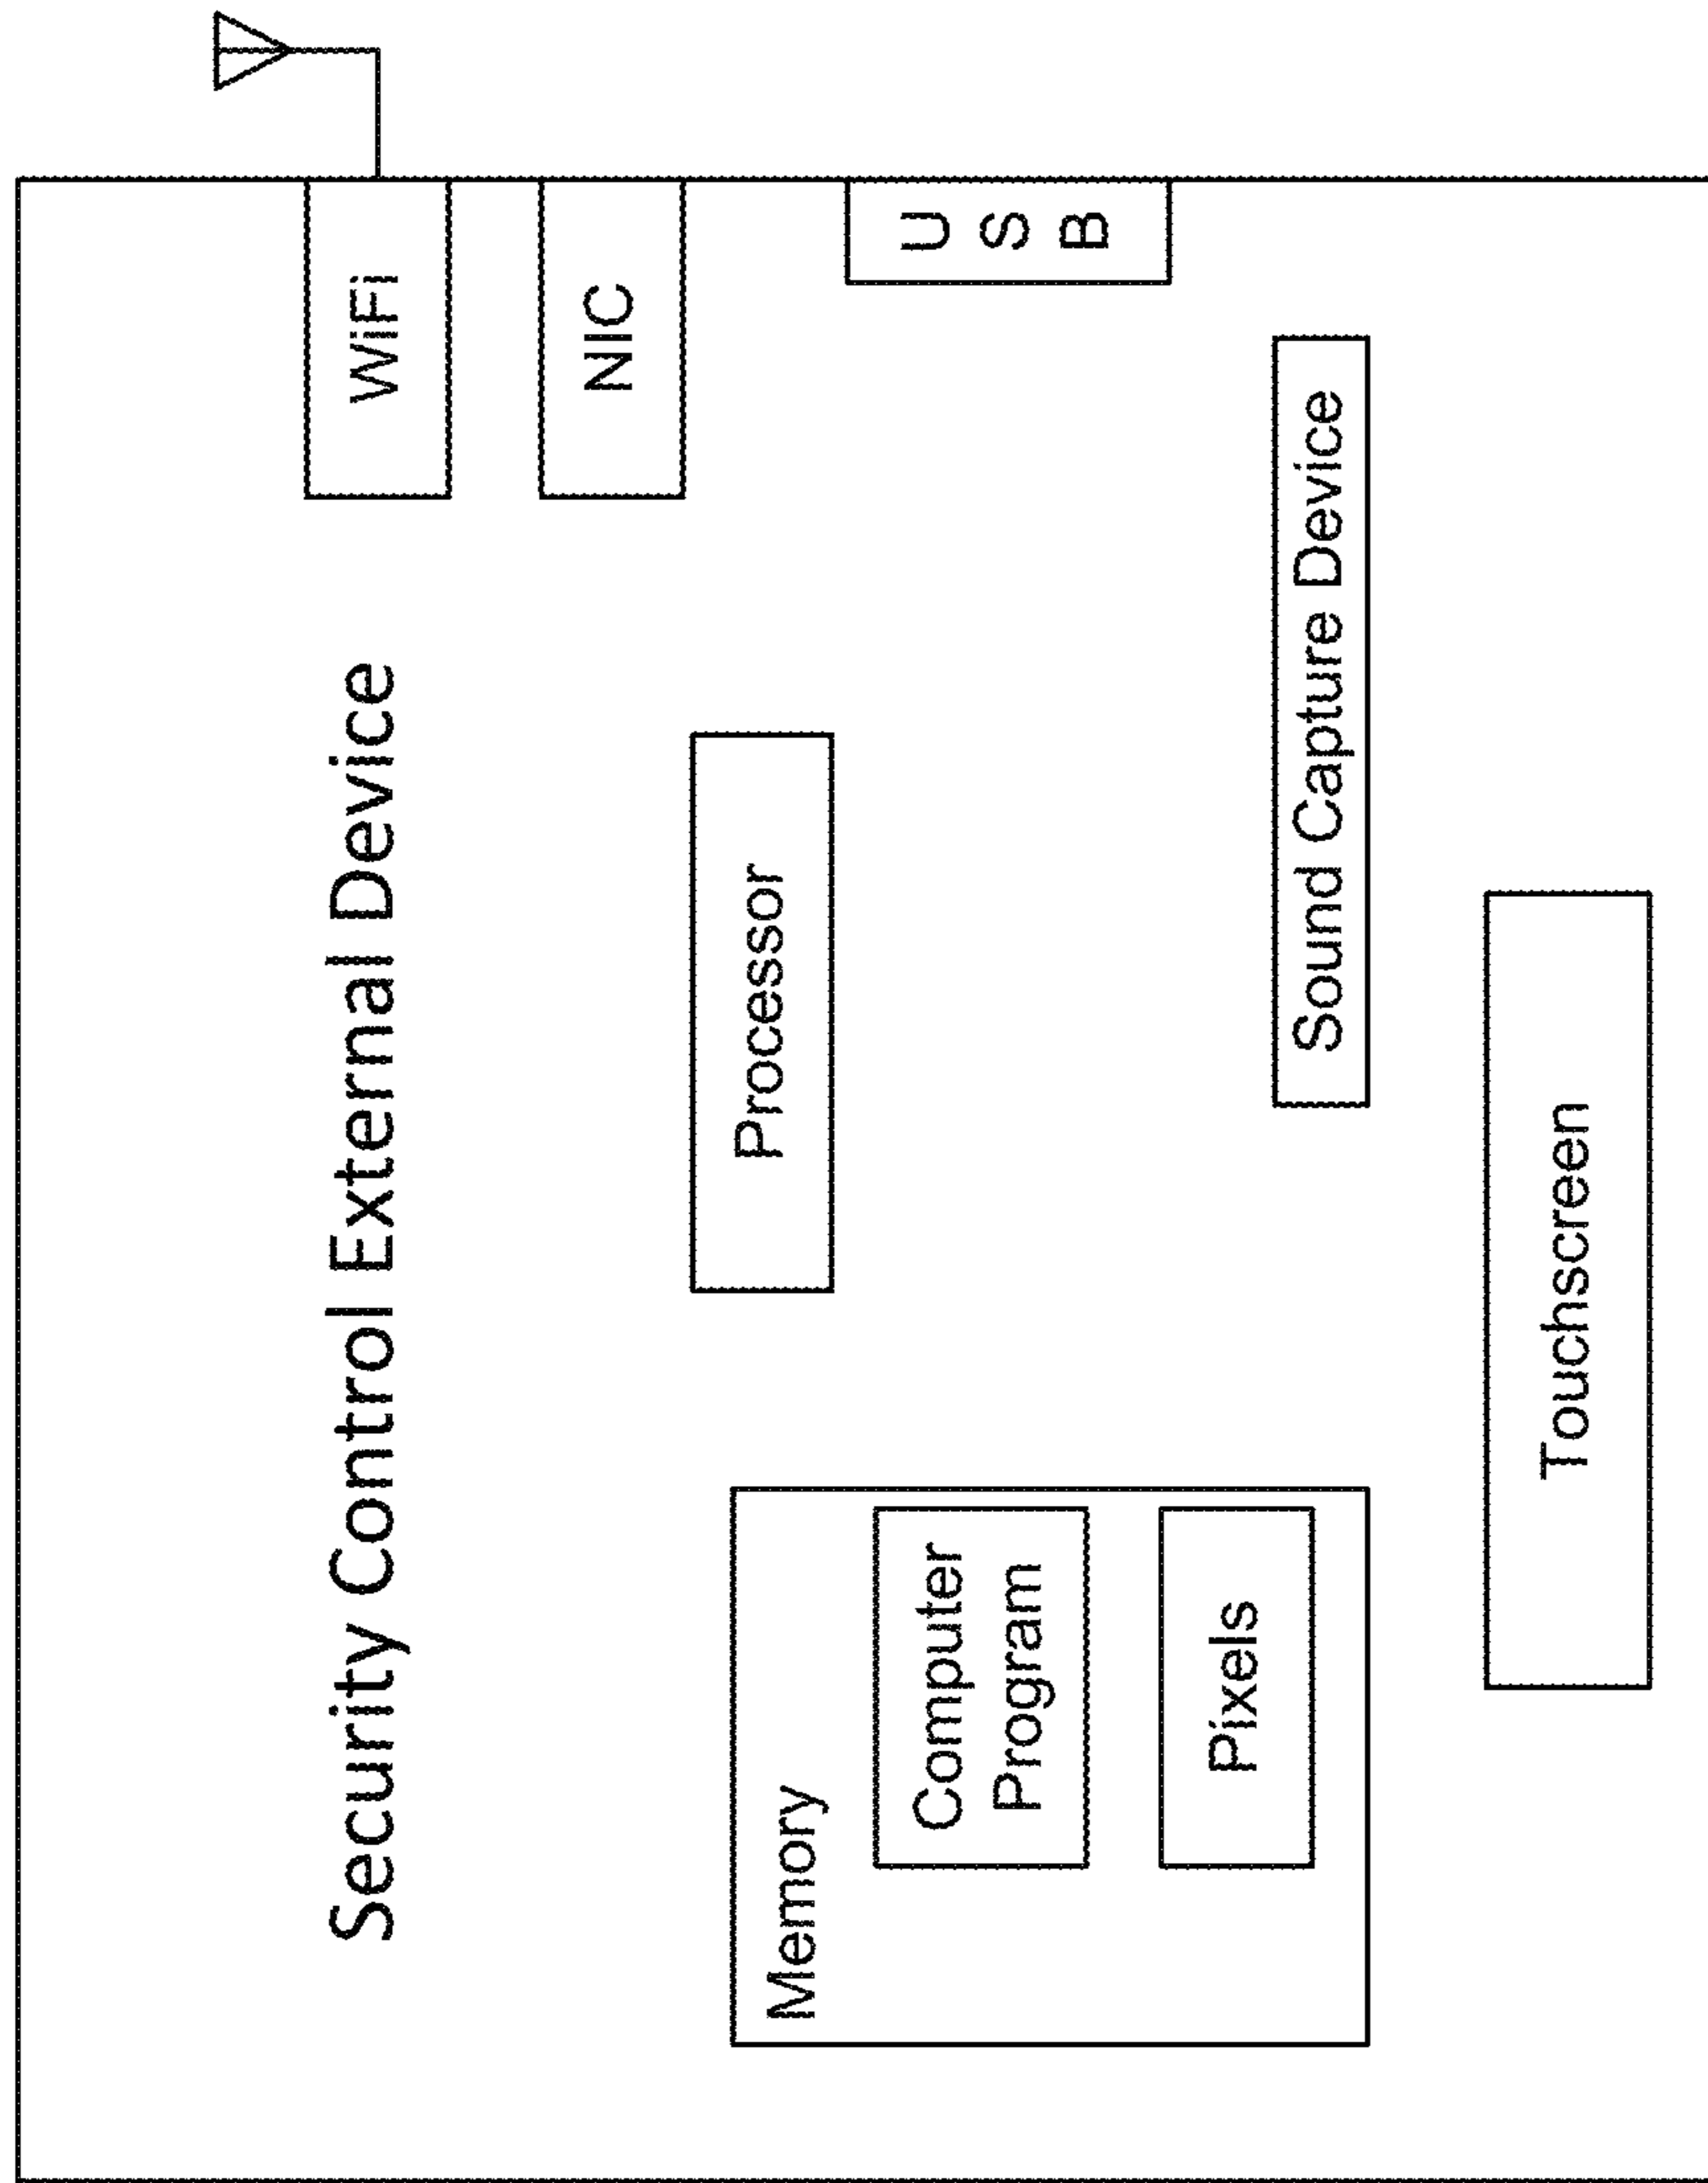 Security Control External Device
WiFi
NIC
USB
Processor
Memory
Computer
Program
Pixels
Sound Capture Device
Touchscreen